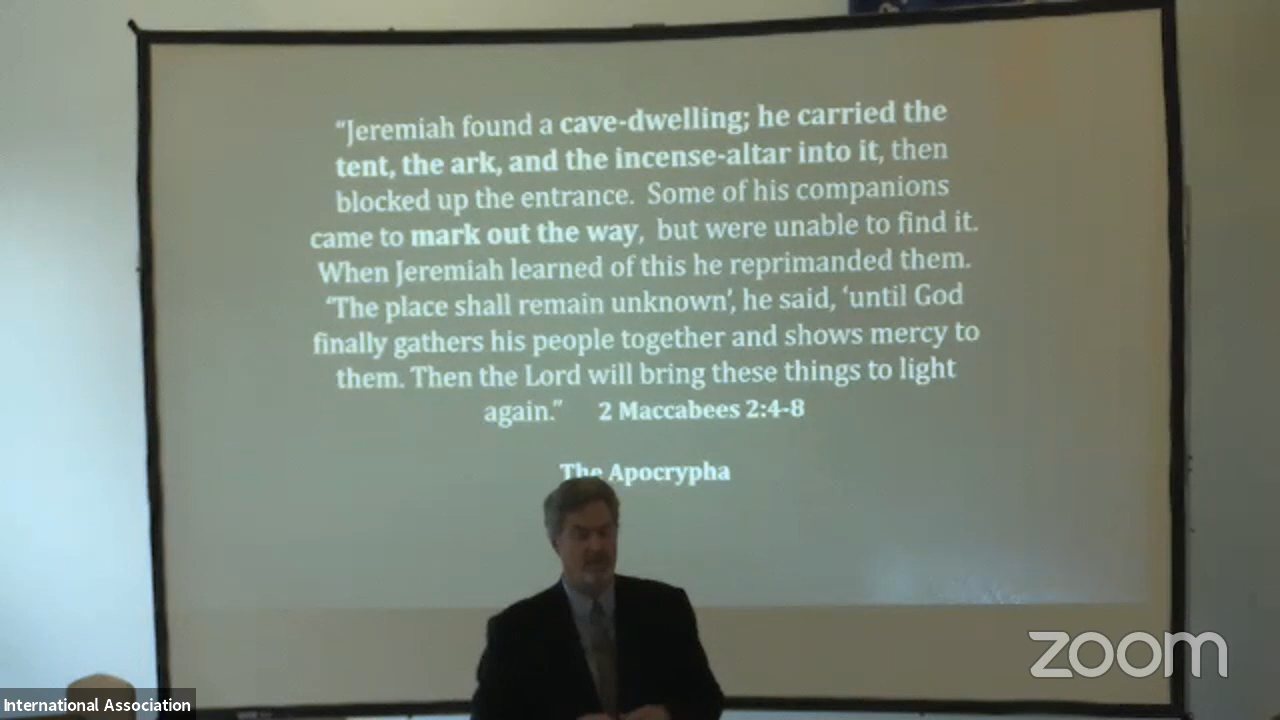 “Jeremiah found a cave-dwelling; he carried the
tent, the ark, and the incense-altar into it, then
blocked up the entrance. Some of his companions
came to mark out the way, but were unable to find it.
When Jeremiah learned of this he reprimanded them.
‘The place shall remain unknown’, he said, ‘until God
finally gathers his people together and shows mercy to
them. Then the Lord will bring these things to light
again.” 2 Maccabees 2:4-8
The Apocrypha
zoom
International Association